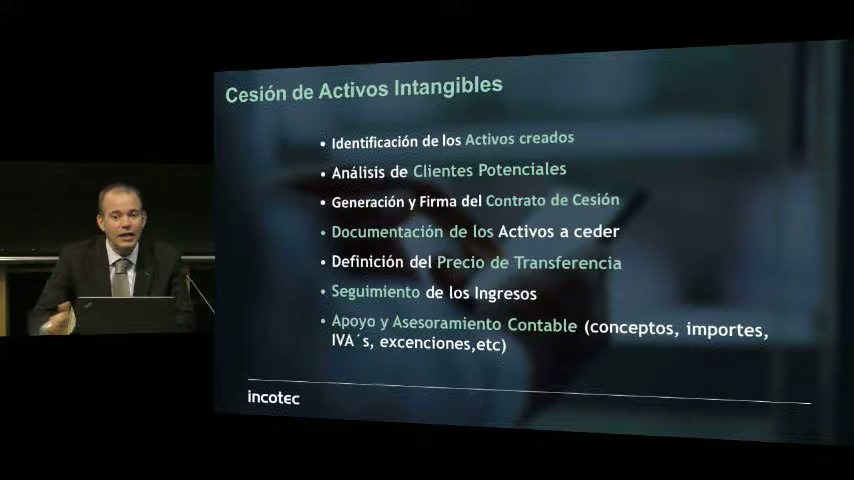 Cesión de Activos Intangibles
• Identificación de los Activos creados
• Análisis de Clientes Potenciales
• Generación y Firma del Contrato de Cesión
• Documentación de los Activos a ceder
• Definición del Precio de Transferencia
• Seguimiento de los Ingresos
• Apoyo y Asesoramiento Contable (conceptos, importes,
IVA´s, excenciones,etc)
incotec